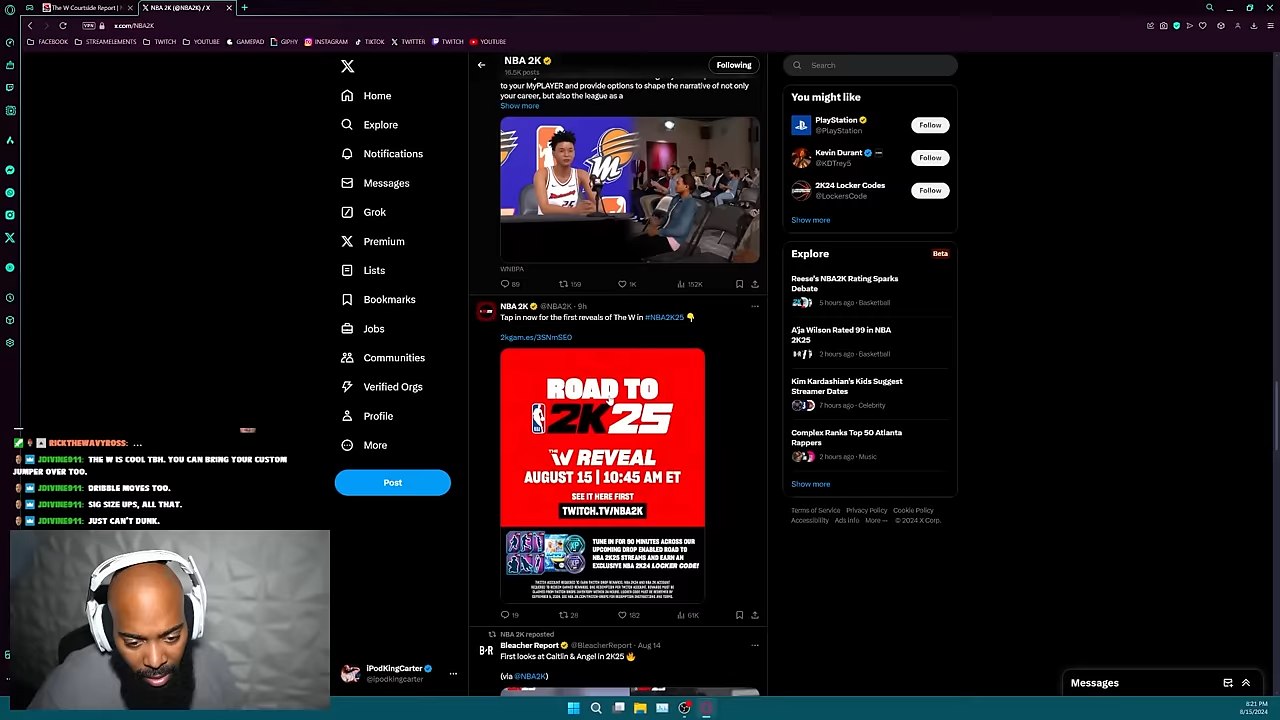 The W Courtside Report |
NBA 2K (@NBA2K) / X
VPN
x.com/NBA2K
FACEBOOK
STREAMELEMENTS
TWITCH
YOUTUBE
GAMEPAD
GIPHY
INSTAGRAM
TIKTOK
TWITTER
TWITCH
YOUTUBE
Home
Explore
Notifications
Messages
Grok
Premium
Lists
Bookmarks
Jobs
Communities
Verified Orgs
Profile
More
Post
iPodKingCarter
@ipodkingcarter
NBA 2K
16.5K posts
Following
to your MyPLAYER and provide options to shape the narrative of not only
your career, but also the league as a
Show more
WNBPA
89
159
1K
152K
NBA 2K @NBA2K · 9h
Tap in now for the first reveals of The W in #NBA2K25
2kgam.es/3SNmSE0
ROAD TO
2K25
THE W REVEAL
AUGUST 15 | 10:45 AM ET
SEE IT HERE FIRST
TWITCH.TV/NBA2K
TUNE IN FOR 90 MINUTES ACROSS OUR
UPCOMING DROP ENABLED ROAD TO
NBA 2K25 STREAMS AND EARN AN
EXCLUSIVE NBA 2K24 LOCKER CODE!
19
28
182
61K
NBA 2K reposted
Bleacher Report @BleacherReport · Aug 14
First looks at Caitlin & Angel in 2K25
(via @NBA2K)
Search
You might like
PlayStation
@PlayStation
Follow
Kevin Durant
@KDTrey5
Follow
2K24 Locker Codes
@LockersCode
Follow
Show more
Explore
Beta
Reese's NBA2K Rating Sparks
Debate
5 hours ago · Basketball
A'ja Wilson Rated 99 in NBA
2K25
2 hours ago · Basketball
Kim Kardashian's Kids Suggest
Streamer Dates
7 hours ago · Celebrity
Complex Ranks Top 50 Atlanta
Rappers
2 hours ago · Music
Show more
Terms of Service Privacy Policy Cookie Policy
Accessibility Ads info More ··· © 2024 X Corp.
Messages
RICKTHEWAVYROSS: ...
JDIVINE911: THE W IS COOL TBH. YOU CAN BRING YOUR CUSTOM
JUMPER OVER TOO.
JDIVINE911: DRIBBLE MOVES TOO.
JDIVINE911: SIG SIZE UPS, ALL THAT.
JDIVINE911: JUST CAN'T DUNK.
8:21 PM
8/15/2024